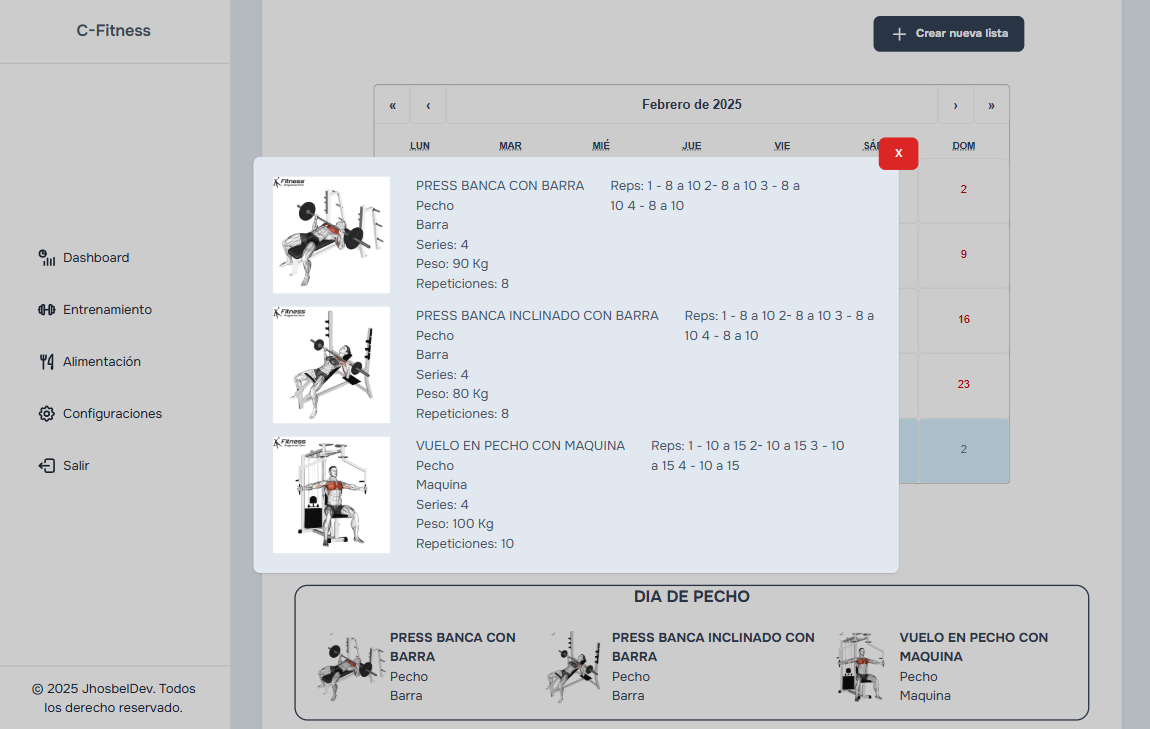 C-Fitness
Dashboard
Entrenamiento
Alimentación
Configuraciones
Salir
© 2025 JhosbelDev. Todos
los derecho reservado.
Crear nueva lista
« ‹ Febrero de 2025 › »
LUN MAR MIÉ JUE VIE SÁB DOM
X
2
9
16
23
2
Fitness
PRESS BANCA CON BARRA
Pecho
Barra
Series: 4
Peso: 90 Kg
Repeticiones: 8
Reps: 1 - 8 a 10 2- 8 a 10 3 - 8 a
10 4 - 8 a 10
Fitness
PRESS BANCA INCLINADO CON BARRA
Pecho
Barra
Series: 4
Peso: 80 Kg
Repeticiones: 8
Reps: 1 - 8 a 10 2- 8 a 10 3 - 8 a
10 4 - 8 a 10
Fitness
VUELO EN PECHO CON MAQUINA
Pecho
Maquina
Series: 4
Peso: 100 Kg
Repeticiones: 10
Reps: 1 - 10 a 15 2- 10 a 15 3 - 10
a 15 4 - 10 a 15
DIA DE PECHO
PRESS BANCA CON
BARRA
Pecho
Barra
PRESS BANCA INCLINADO CON
BARRA
Pecho
Barra
VUELO EN PECHO CON
MAQUINA
Pecho
Maquina